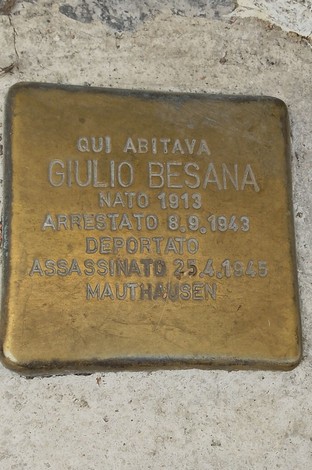 QUI ABITAVA
GIULIO BESANA
NATO 1913
ARRESTATO 8.9.1943
DEPORTATO
ASSASSINATO 25.4.1945
MAUTHAUSEN